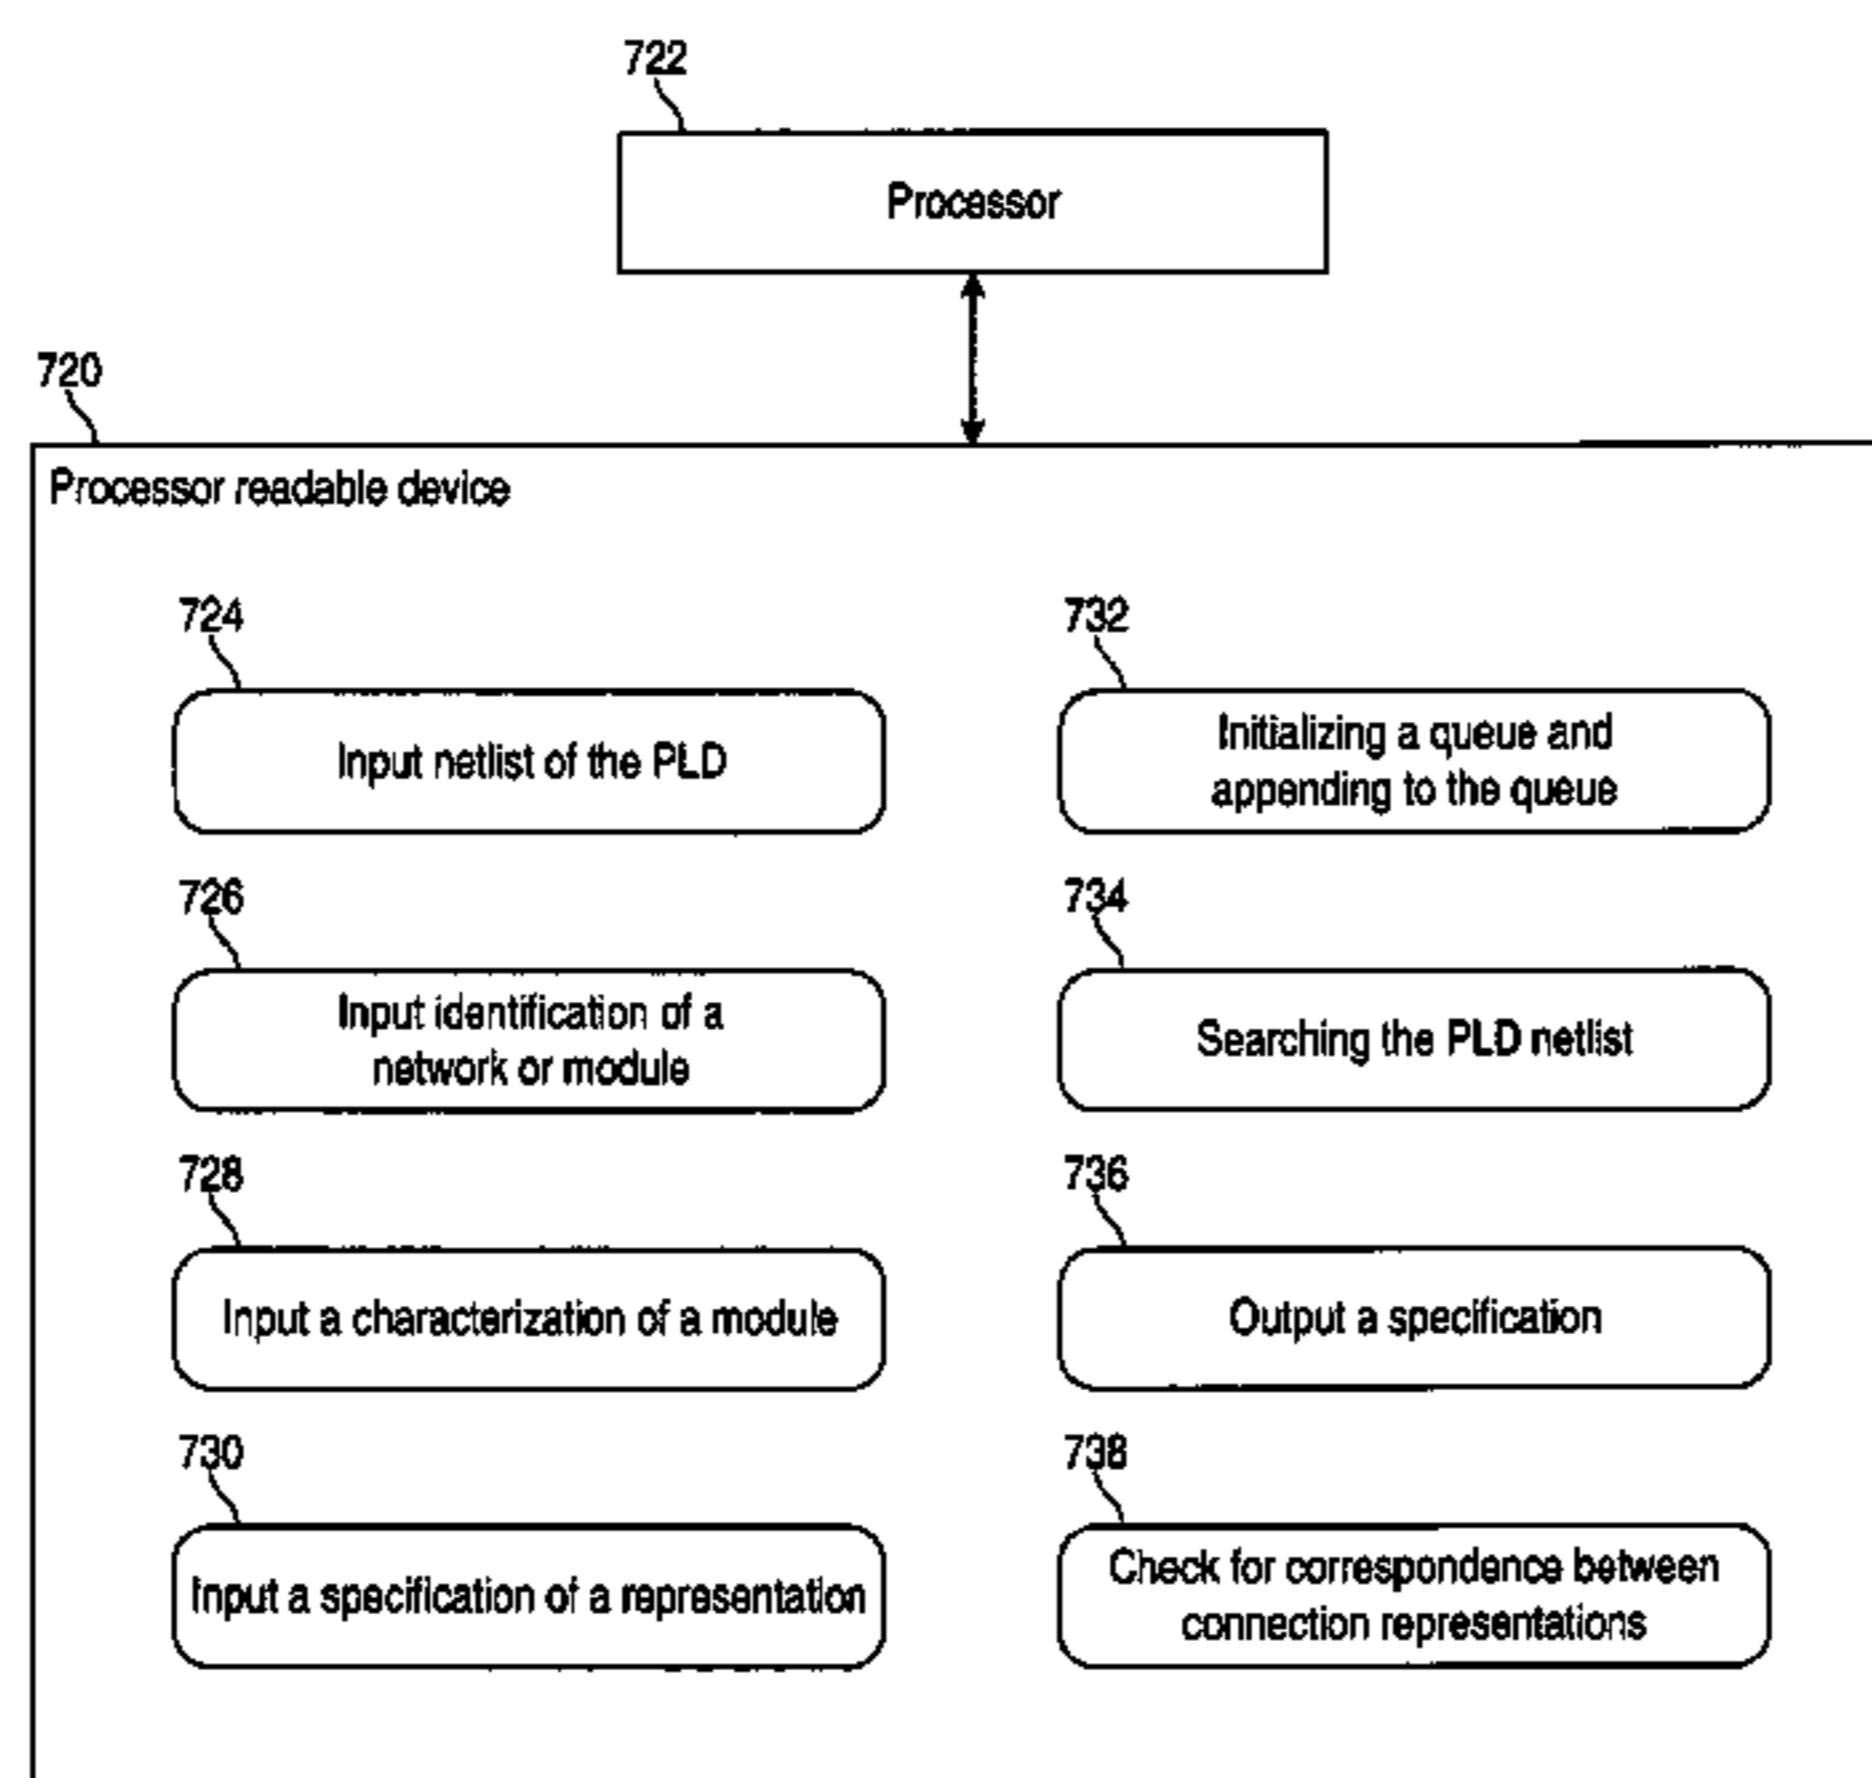 722
Processor
720
Processor readable device
724
Input netlist of the PLD
726
Input identification of a
network or module
728
Input a characterization of a module
730
Input a specification of a representation
732
Initializing a queue and
appending to the queue
734
Searching the PLD netlist
736
Output a specification
738
Check for correspondence between
connection representations